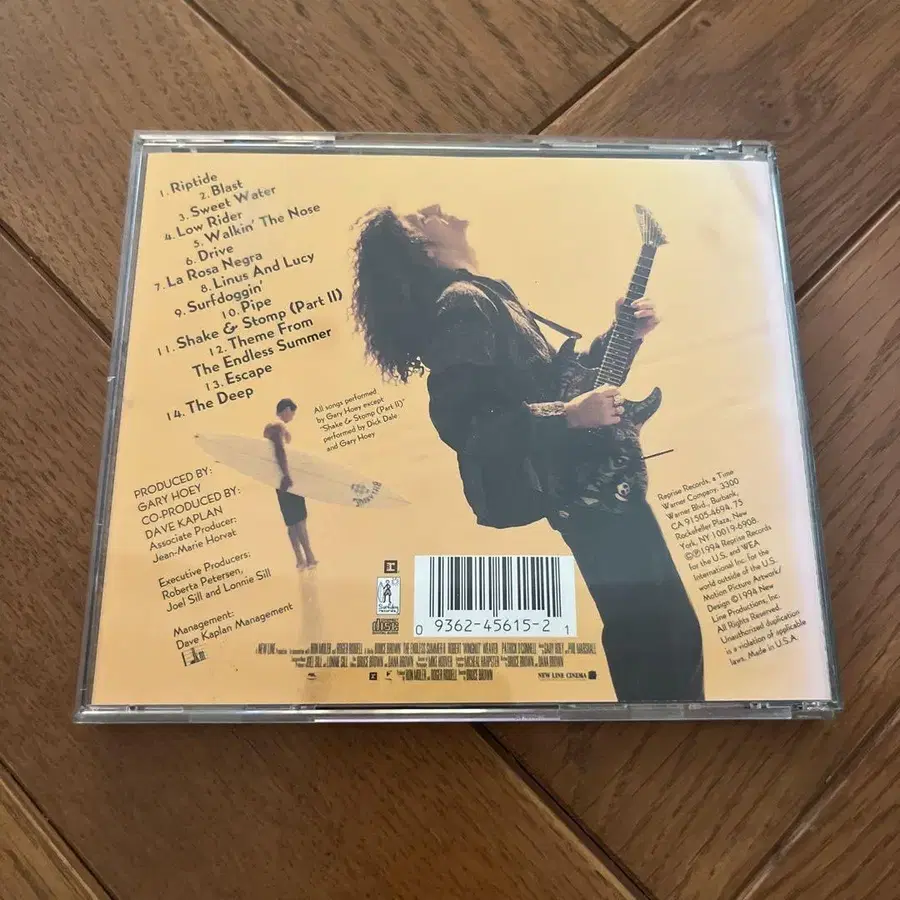 1. Riptide
2. Blast
3. Sweet Water
4. Low Rider
5. Walkin' The Nose
6. Drive
7. La Rosa Negra
8. Linus And Lucy
9. Surfdoggin'
10. Pipe
11. Shake & Stomp (Part II)
12. Theme From
The Endless Summer
13. Escape
14. The Deep
All songs performed
by Gary Hoey except
"Shake & Stomp (Part II)"
performed by Dick Dale
and Gary Hoey
PRODUCED BY:
GARY HOEY
CO-PRODUCED BY:
DAVE KAPLAN
Associate Producer:
Jean-Marie Horvat
Executive Producers:
Roberta Petersen,
Joel Sill and Lonnie Sill
Management:
Dave Kaplan Management
Reprise Records, a Time
Warner Company. 3300
Warner Blvd., Burbank,
CA 91505-4694. 75
Rockefeller Plaza, New
York, NY 10019-6908.
©℗1994 Reprise Records
for the U.S. and WEA
International Inc. for the
world outside of the U.S.
Motion Picture Artwork/
Design ©1994 New
Line Productions, Inc.
All Rights Reserved.
Unauthorized duplication
is a violation of applicable
laws. Made in U.S.A.
Surfdog
records
disc
0 9362-45615-2 1
NEW LINE CINEMA